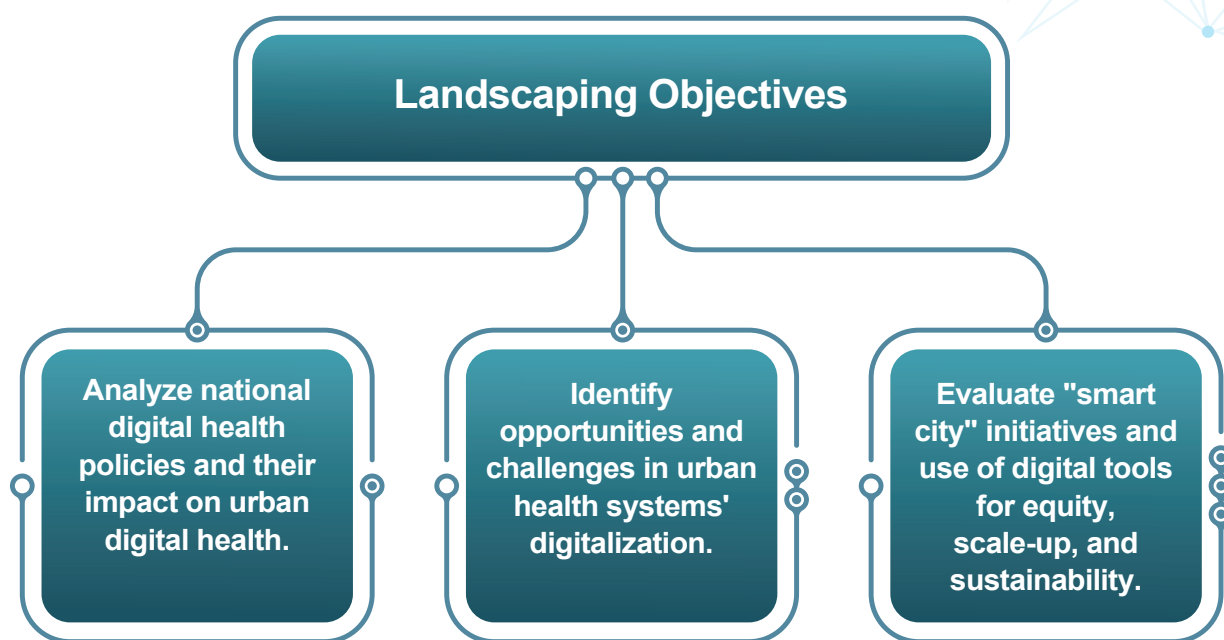 Landscaping Objectives
Analyze national
digital health
policies and their
impact on urban
digital health.
Identify
opportunities and
challenges in urban
health systems'
digitalization.
Evaluate "smart
city" initiatives and
use of digital tools
for equity,
scale-up, and
sustainability.